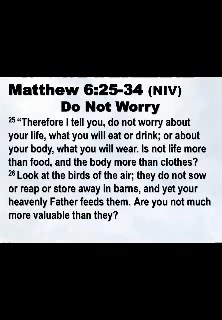 Matthew 6:25-34 (NIV)
Do Not Worry
25 “Therefore I tell you, do not worry about
your life, what you will eat or drink; or about
your body, what you will wear. Is not life more
than food, and the body more than clothes?
26 Look at the birds of the air; they do not sow
or reap or store away in barns, and yet your
heavenly Father feeds them. Are you not much
more valuable than they?